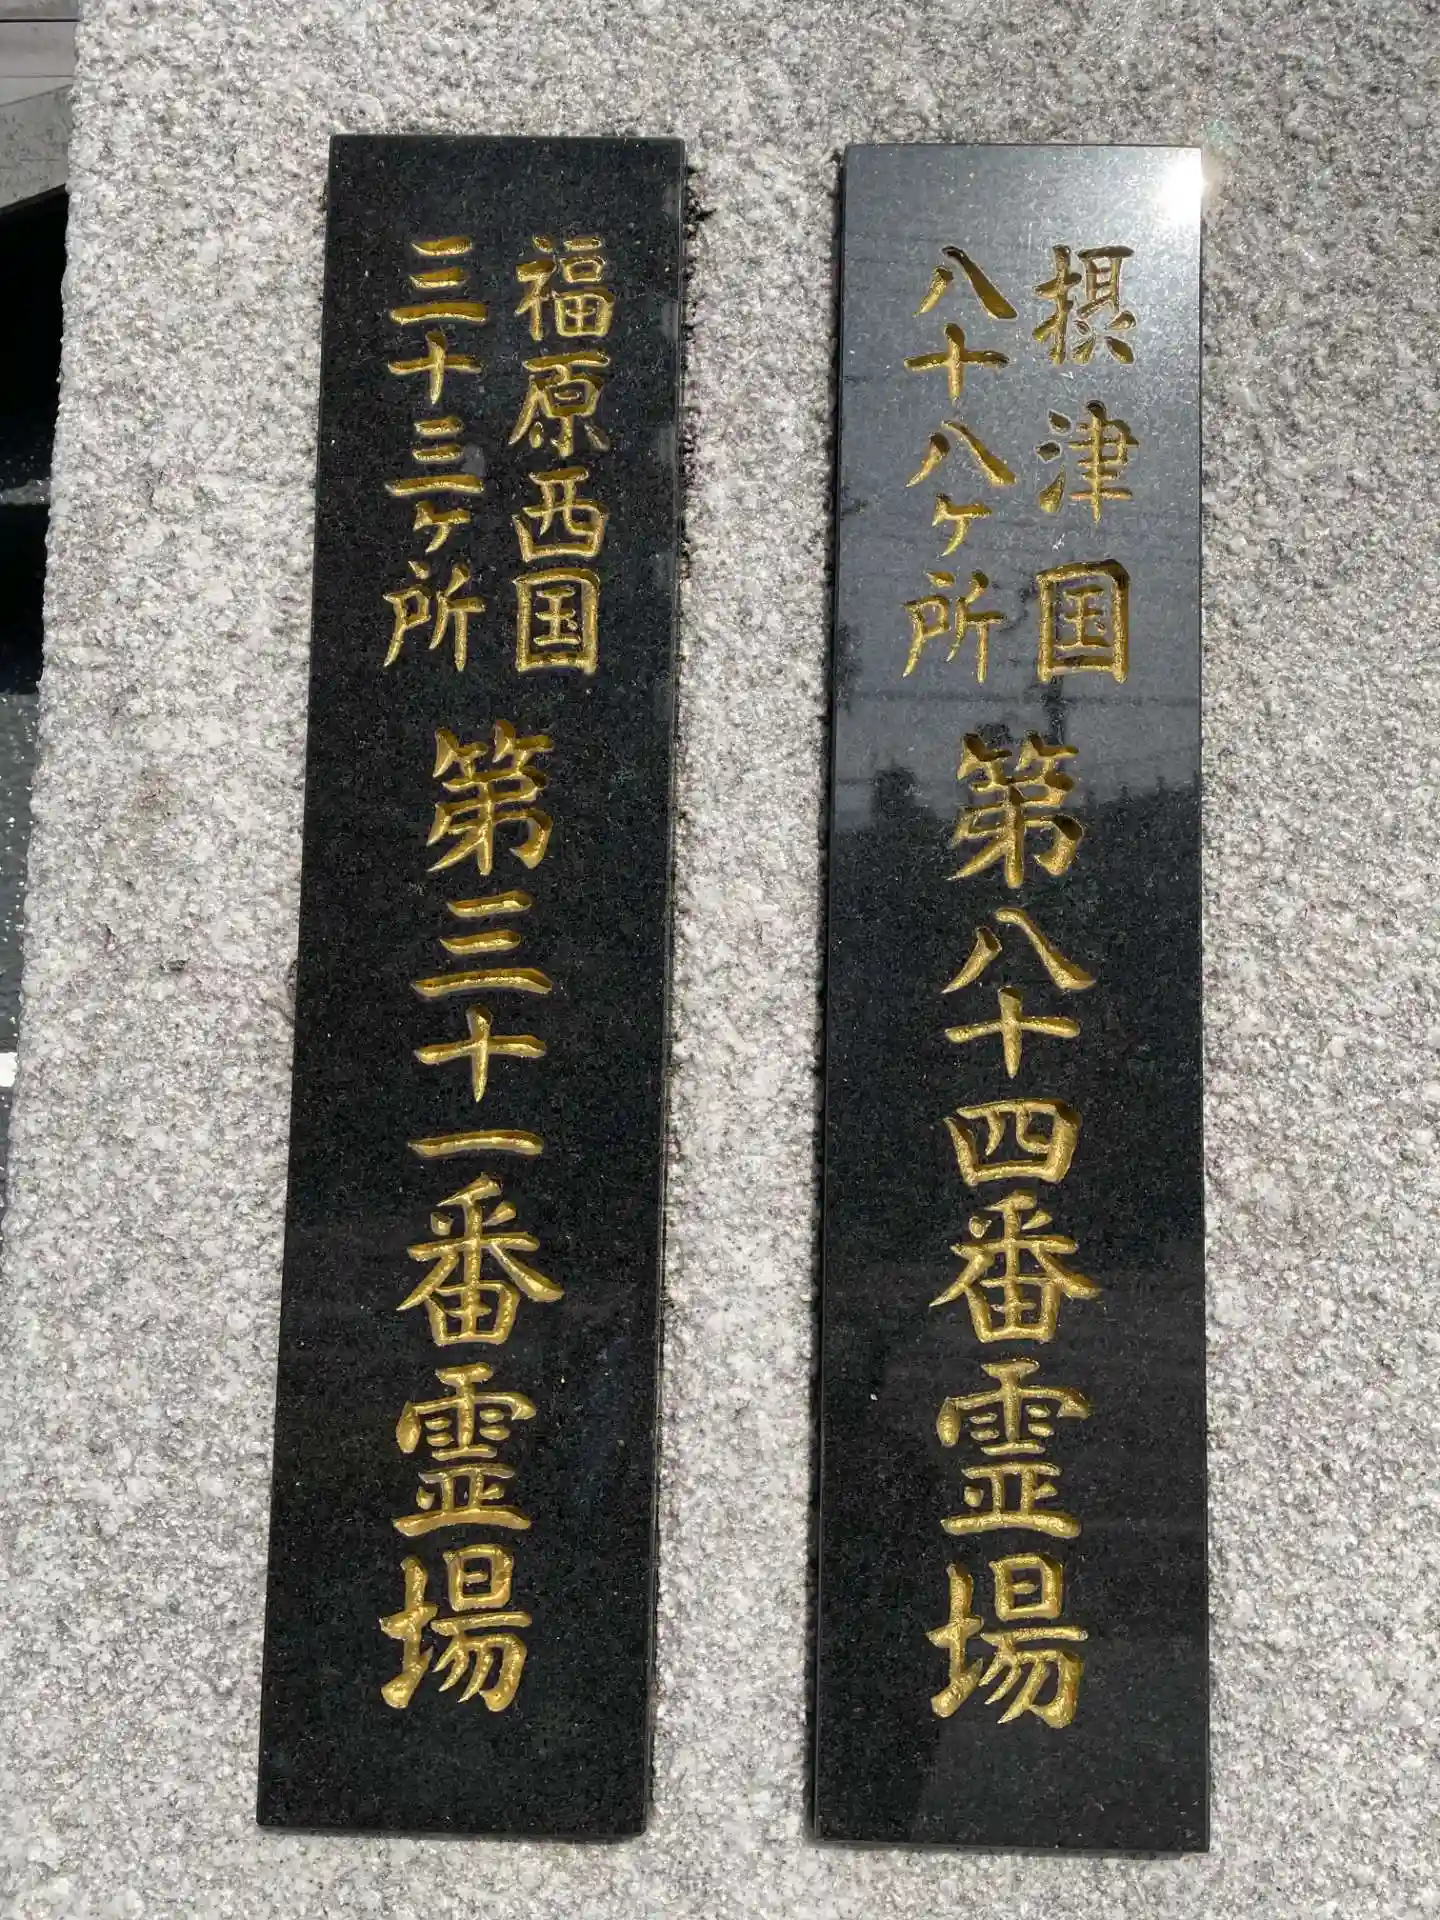 摂津国
八十八ヶ所
第八十四番霊場
福原西国
三十三ヶ所
第三十一番霊場